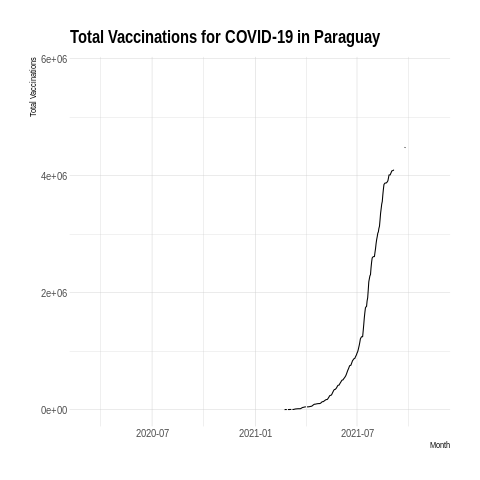 Total Vaccinations for COVID-19 in Paraguay
Total Vaccinations
6e+06
4e+06
2e+06
0e+00
2020-07
2021-01
2021-07
Month